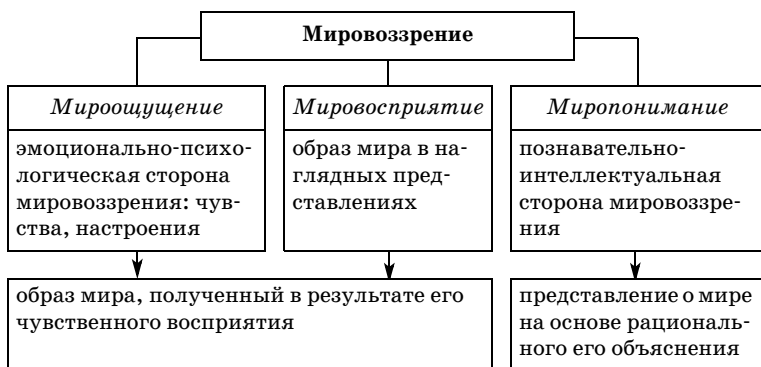 Мировоззрение
Мироощущение
эмоционально-психо-
логическая сторона
мировоззрения: чув-
ства, настроения
Мировосприятие
образ мира в на-
глядных пред-
ставлениях
Миропонимание
познавательно-
интеллектуальная
сторона мировоззре-
ния
образ мира, полученный в результате его
чувственного восприятия
представление о мире
на основе рациональ-
ного его объяснения